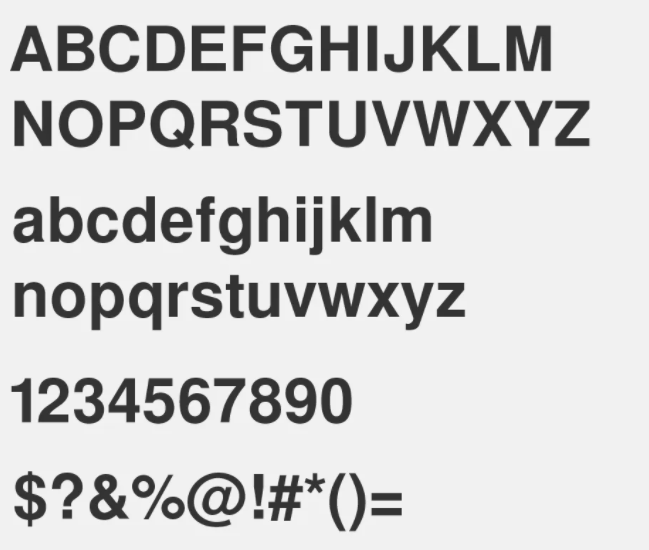 ABCDEFGHIJKLM
NOPQRSTUVWXYZ
abcdefghijklm
nopqrstuvwxyz
1234567890
$?&%@!#*()=